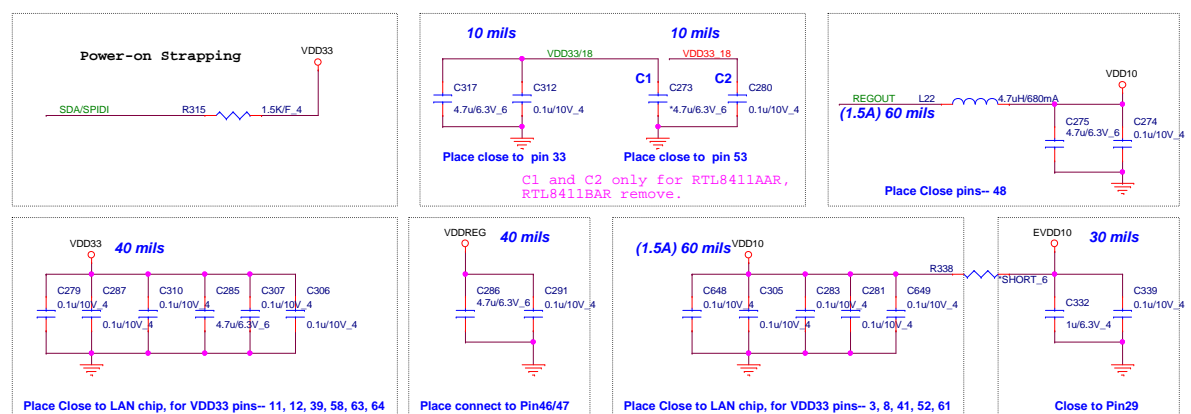 Power-on Strapping
VDD33
SDA/SPIDI
R315
1.5K/F_4
10 mils
10 mils
VDD33/18
VDD33_18
C1
C2
C317
4.7u/6.3V_6
C312
0.1u/10V_4
C273
*4.7u/6.3V_6
C280
0.1u/10V_4
Place close to pin 33
Place close to pin 53
C1 and C2 only for RTL8411AAR,
RTL8411BAR remove.
VDD10
REGOUT
L22
4.7uH/680mA
(1.5A) 60 mils
C275
4.7u/6.3V_6
C274
0.1u/10V_4
Place Close pins-- 48
VDD33
40 mils
C279
0.1u/10V_4
C287
0.1u/10V_4
C310
0.1u/10V_4
C285
4.7u/6.3V_6
C307
0.1u/10V_4
C306
0.1u/10V_4
Place Close to LAN chip, for VDD33 pins-- 11, 12, 39, 58, 63, 64
VDDREG
40 mils
C286
4.7u/6.3V_6
C291
0.1u/10V_4
Place connect to Pin46/47
(1.5A) 60 mils
VDD10
C648
0.1u/10V_4
C305
0.1u/10V_4
C283
0.1u/10V_4
C281
0.1u/10V_4
C649
0.1u/10V_4
R338
*SHORT_6
Place Close to LAN chip, for VDD33 pins-- 3, 8, 41, 52, 61
EVDD10
30 mils
C332
1u/6.3V_4
C339
0.1u/10V_4
Close to Pin29